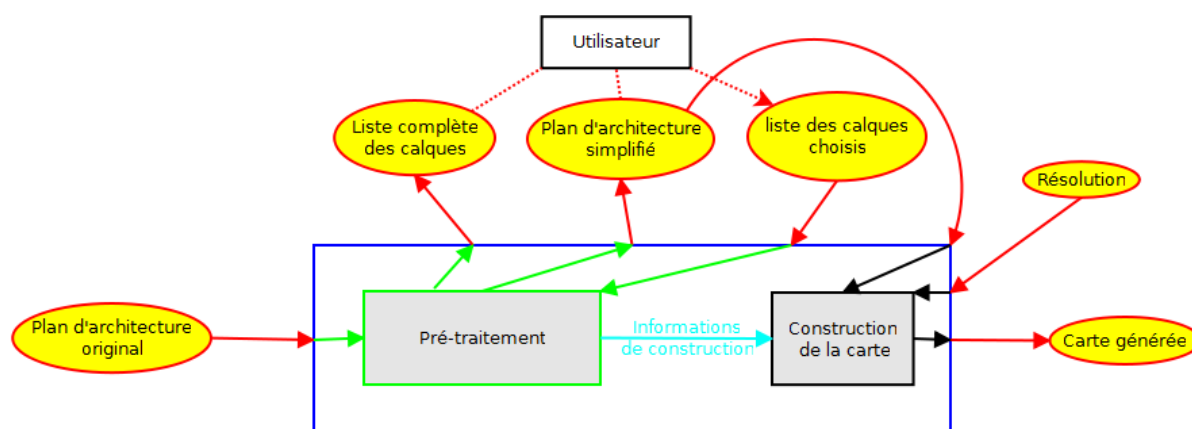 Utilisateur
Liste complète
des calques
Plan d'architecture
simplifié
liste des calques
choisis
Résolution
Plan d'architecture
original
Pré-traitement
Informations
de construction
Construction
de la carte
Carte générée